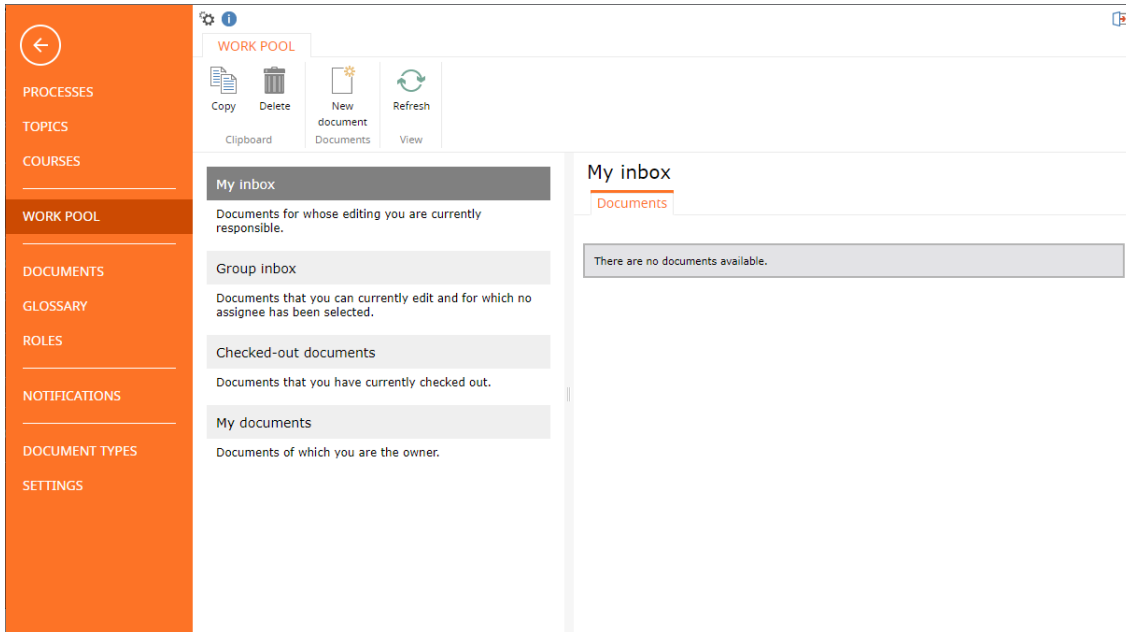 PROCESSES
TOPICS
COURSES
WORK POOL
DOCUMENTS
GLOSSARY
ROLES
NOTIFICATIONS
DOCUMENT TYPES
SETTINGS
WORK POOL
Copy
Delete
New
document
Refresh
Clipboard
Documents
View
My inbox
Documents for whose editing you are currently
responsible.
Group inbox
Documents that you can currently edit and for which no
assignee has been selected.
Checked-out documents
Documents that you have currently checked out.
My documents
Documents of which you are the owner.
My inbox
Documents
There are no documents available.